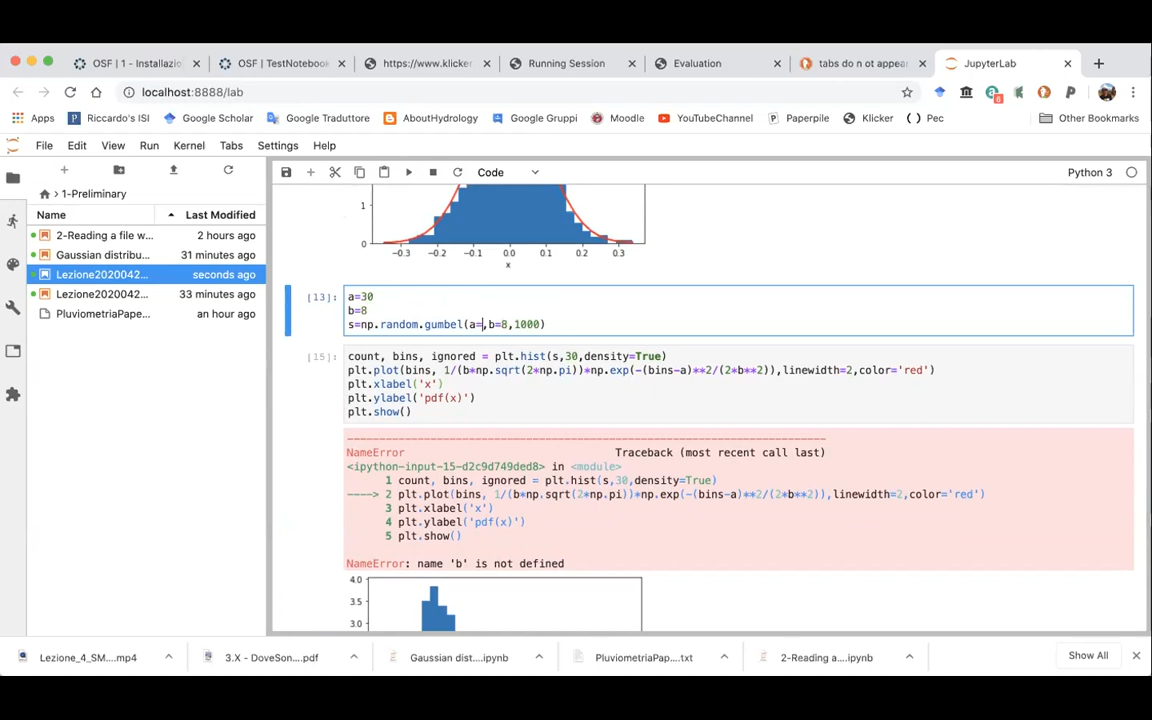 OSF | 1 - Installazio
OSF | TestNotebook
https://www.klicker
Running Session
Evaluation
tabs do n ot appear
JupyterLab
localhost:8888/lab
6
Apps
Riccardo's ISI
Google Scholar
Google Traduttore
AboutHydrology
Google Gruppi
Moodle
YouTubeChannel
Paperpile
Klicker
Pec
Other Bookmarks
File Edit View Run Kernel Tabs Settings Help
Code
Python 3
1-Preliminary
Name
Last Modified
2-Reading a file w...
2 hours ago
Gaussian distribu...
31 minutes ago
Lezione2020042...
seconds ago
Lezione2020042...
33 minutes ago
PluviometriaPape...
an hour ago
1
0
−0.3 −0.2 −0.1 0.0 0.1 0.2 0.3
x
[13]:
a=30
b=8
s=np.random.gumbel(a=,b=8,1000)
[15]:
count, bins, ignored = plt.hist(s,30,density=True)
plt.plot(bins, 1/(b*np.sqrt(2*np.pi))*np.exp(-(bins-a)**2/(2*b**2)),linewidth=2,color='red')
plt.xlabel('x')
plt.ylabel('pdf(x)')
plt.show()
---------------------------------------------------------------------------
NameError Traceback (most recent call last)
<ipython-input-15-d2c9d749ded8> in <module>
1 count, bins, ignored = plt.hist(s,30,density=True)
----> 2 plt.plot(bins, 1/(b*np.sqrt(2*np.pi))*np.exp(-(bins-a)**2/(2*b**2)),linewidth=2,color='red')
3 plt.xlabel('x')
4 plt.ylabel('pdf(x)')
5 plt.show()
NameError: name 'b' is not defined
4.0
3.5
3.0
Lezione_4_SM....mp4
3.X - DoveSon....pdf
Gaussian dist....ipynb
PluviometriaPap....txt
2-Reading a....ipynb
Show All